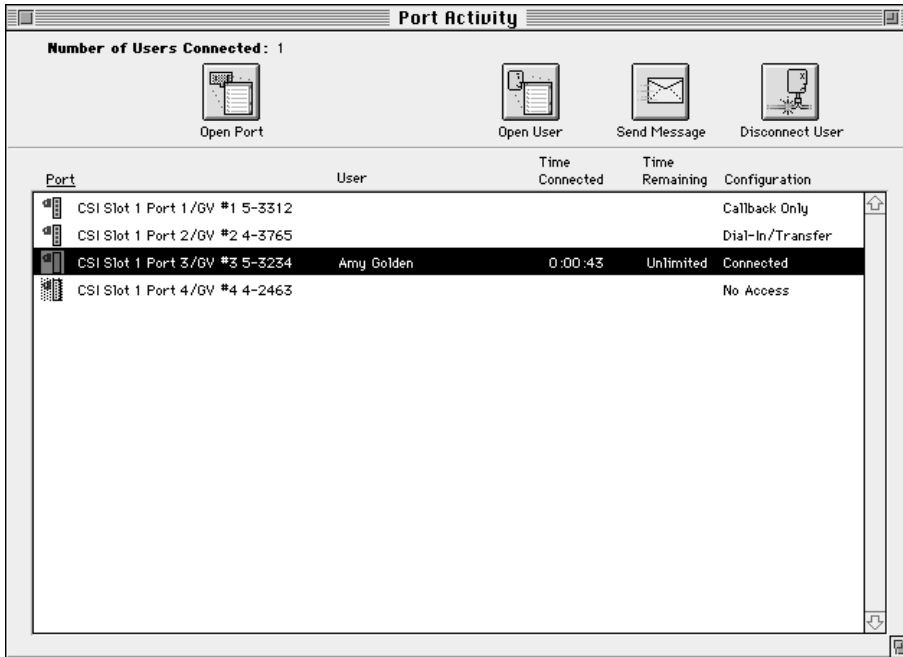 Port Activity
Number of Users Connected: 1
Open Port Open User Send Message Disconnect User
Port User Time Connected Time Remaining Configuration
CSI Slot 1 Port 1/GV #1 5-3312 Callback Only
CSI Slot 1 Port 2/GV #2 4-3765 Dial-In/Transfer
CSI Slot 1 Port 3/GV #3 5-3234 Amy Golden 0:00:43 Unlimited Connected
CSI Slot 1 Port 4/GV #4 4-2463 No Access